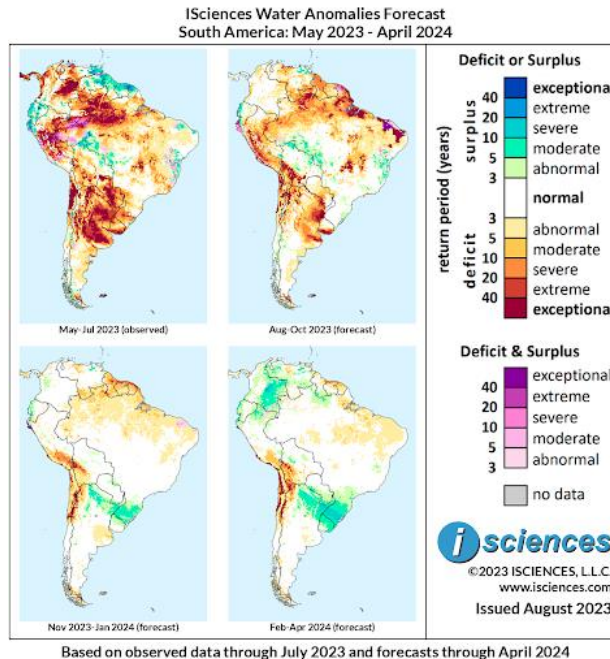 ISciences Water Anomalies Forecast
South America: May 2023 - April 2024
May-Jul 2023 (observed)
Aug-Oct 2023 (forecast)
Nov 2023-Jan 2024 (forecast)
Feb-Apr 2024 (forecast)
Deficit or Surplus
return period (years)
surplus
deficit
exceptional
40
extreme
20
severe
10
moderate
5
abnormal
3
normal
3
abnormal
5
moderate
10
severe
20
extreme
40
exceptional
Deficit & Surplus
years
exceptional
40
extreme
20
severe
10
moderate
5
abnormal
3
no data
i sciences
©2023 ISCIENCES, L.L.C.
www.isciences.com
Issued August 2023
Based on observed data through July 2023 and forecasts through April 2024